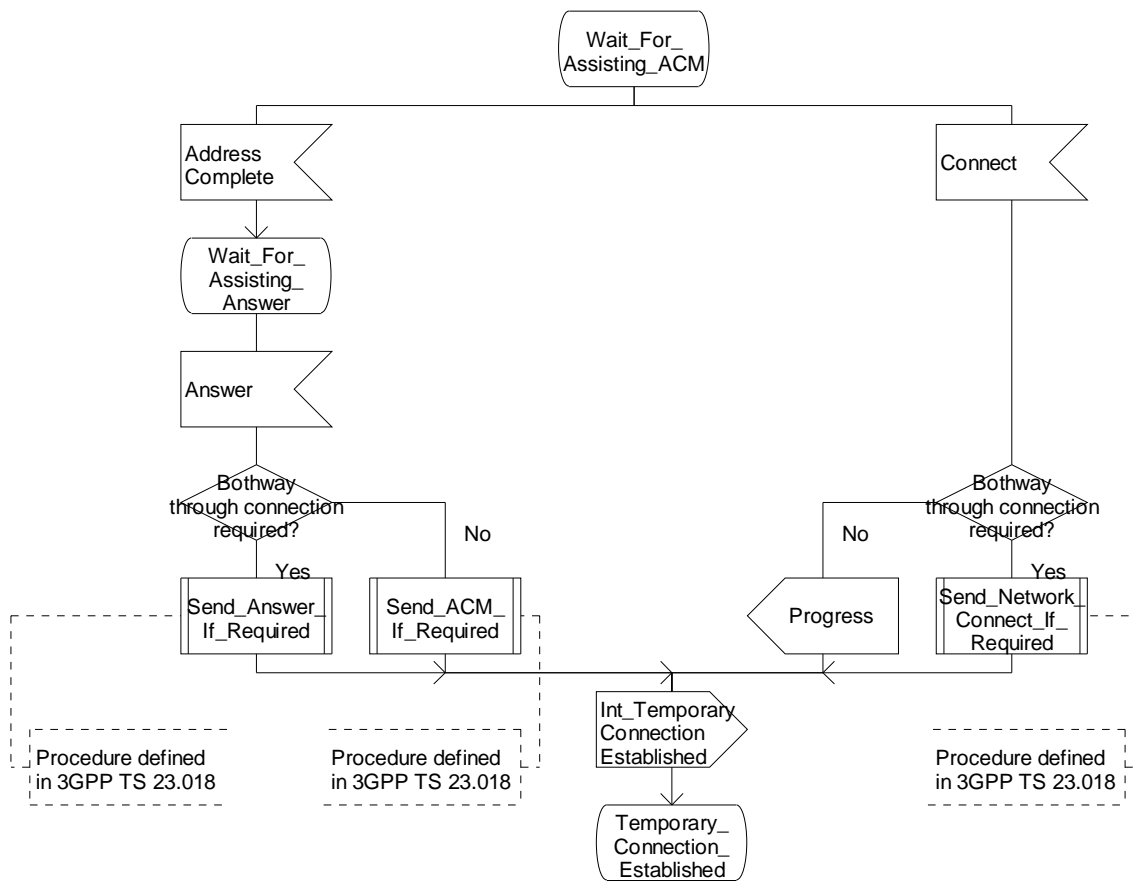 Wait_For_
Assisting_ACM
Address
Complete
Connect
Wait_For_
Assisting_
Answer
Answer
Bothway
through connection
required?
Bothway
through connection
required?
No
No
Yes
Yes
Send_Answer_
If_Required
Send_ACM_
If_Required
Progress
Send_Network_
Connect_If_
Required
Int_Temporary
Connection
Established
Procedure defined
in 3GPP TS 23.018
Procedure defined
in 3GPP TS 23.018
Procedure defined
in 3GPP TS 23.018
Temporary_
Connection_
Established